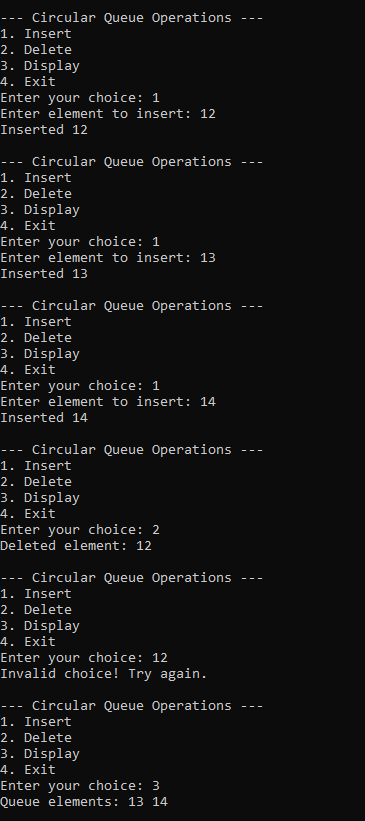 --- Circular Queue Operations ---
1. Insert
2. Delete
3. Display
4. Exit
Enter your choice: 1
Enter element to insert: 12
Inserted 12
--- Circular Queue Operations ---
1. Insert
2. Delete
3. Display
4. Exit
Enter your choice: 1
Enter element to insert: 13
Inserted 13
--- Circular Queue Operations ---
1. Insert
2. Delete
3. Display
4. Exit
Enter your choice: 1
Enter element to insert: 14
Inserted 14
--- Circular Queue Operations ---
1. Insert
2. Delete
3. Display
4. Exit
Enter your choice: 2
Deleted element: 12
--- Circular Queue Operations ---
1. Insert
2. Delete
3. Display
4. Exit
Enter your choice: 12
Invalid choice! Try again.
--- Circular Queue Operations ---
1. Insert
2. Delete
3. Display
4. Exit
Enter your choice: 3
Queue elements: 13 14